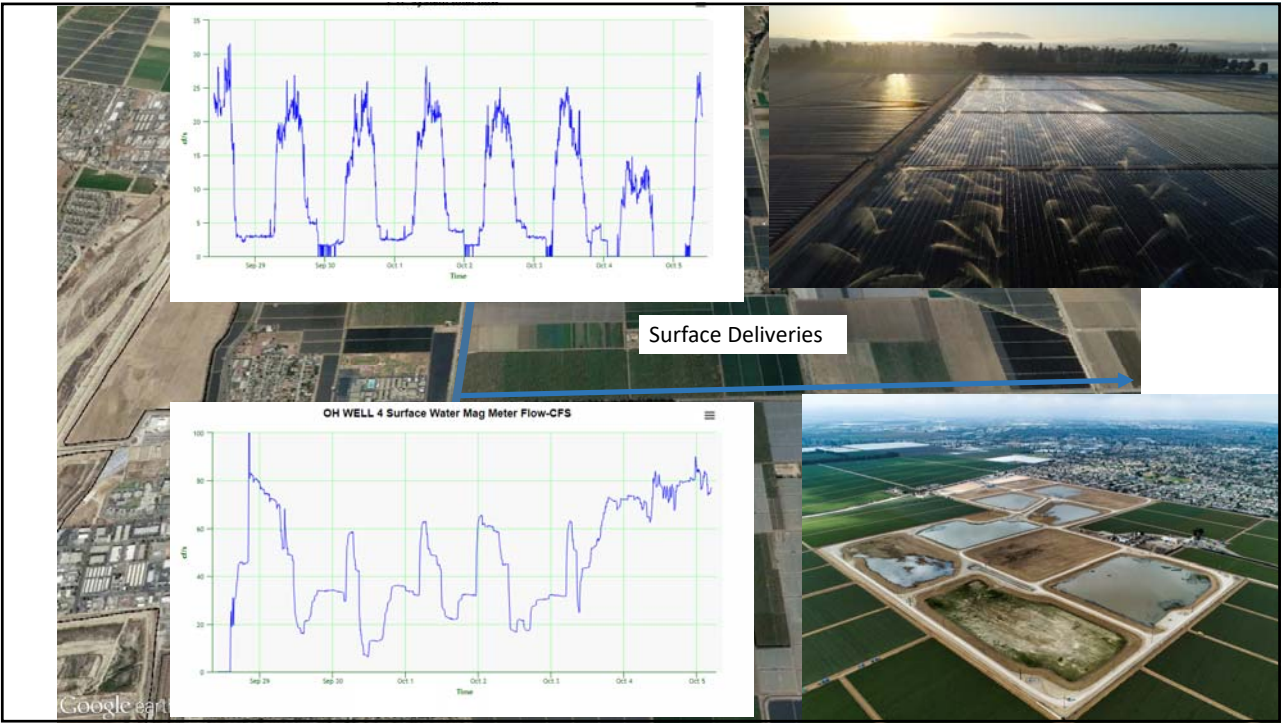 35
30
25
20
15
10
5
0
cf/s
Sep 29
Sep 30
Oct 1
Oct 2
Oct 3
Oct 4
Oct 5
Time
Surface Deliveries
OH WELL 4 Surface Water Mag Meter Flow-CFS
100
80
60
40
20
0
cf/s
Sep 29
Sep 30
Oct 1
Oct 2
Oct 3
Oct 4
Oct 5
Time
Google earth